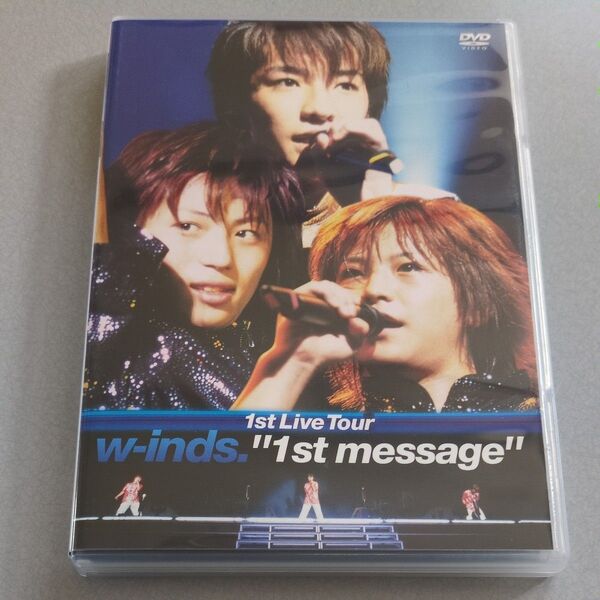 DVD
VIDEO
1st Live Tour
w-inds. "1st message"